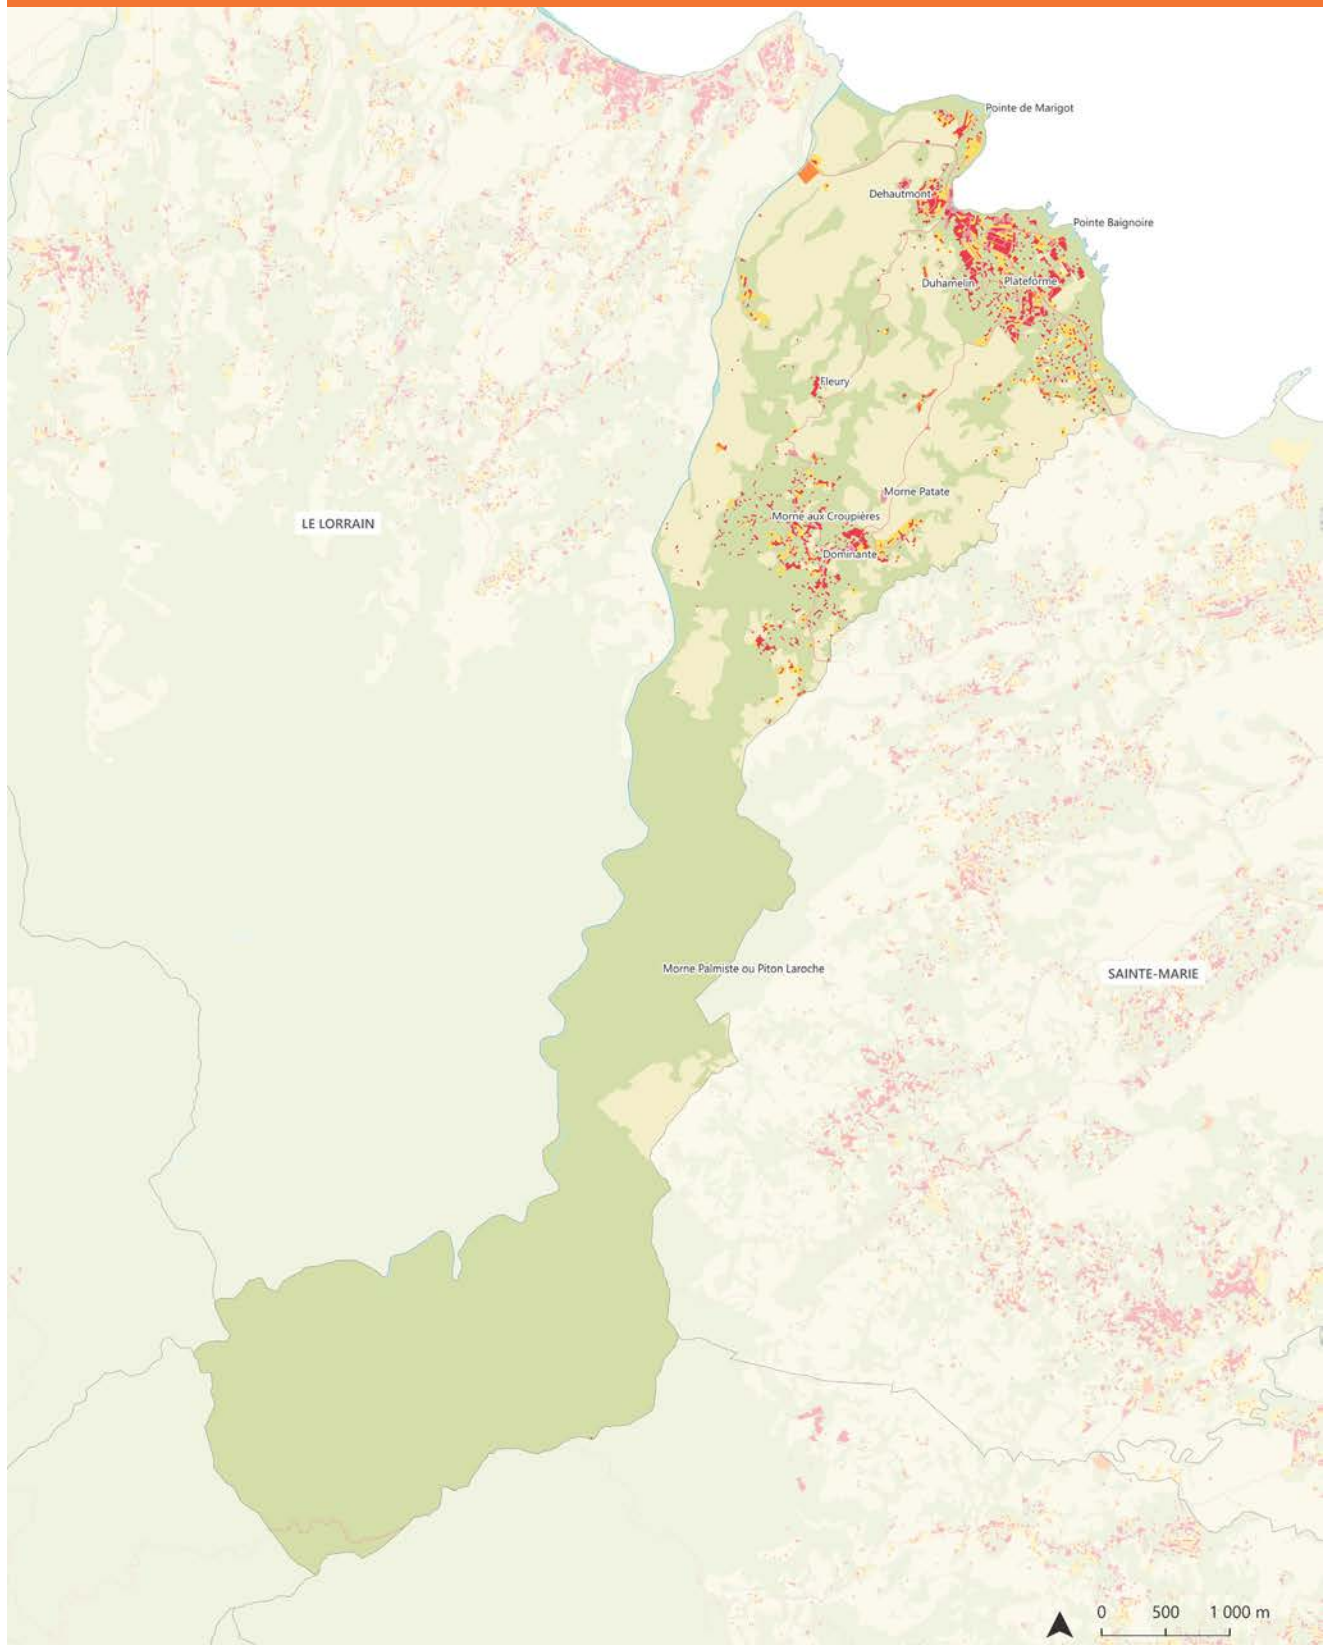 Pointe de Marigot
Dehautmont
Pointe Baignoire
Duhamelin
Plateforme
Fleury
Morne Patate
Morne aux Croupières
LE LORRAIN
Dominante
Morne Palmiste ou Piton Laroche
SAINTE-MARIE
0 500 1 000 m